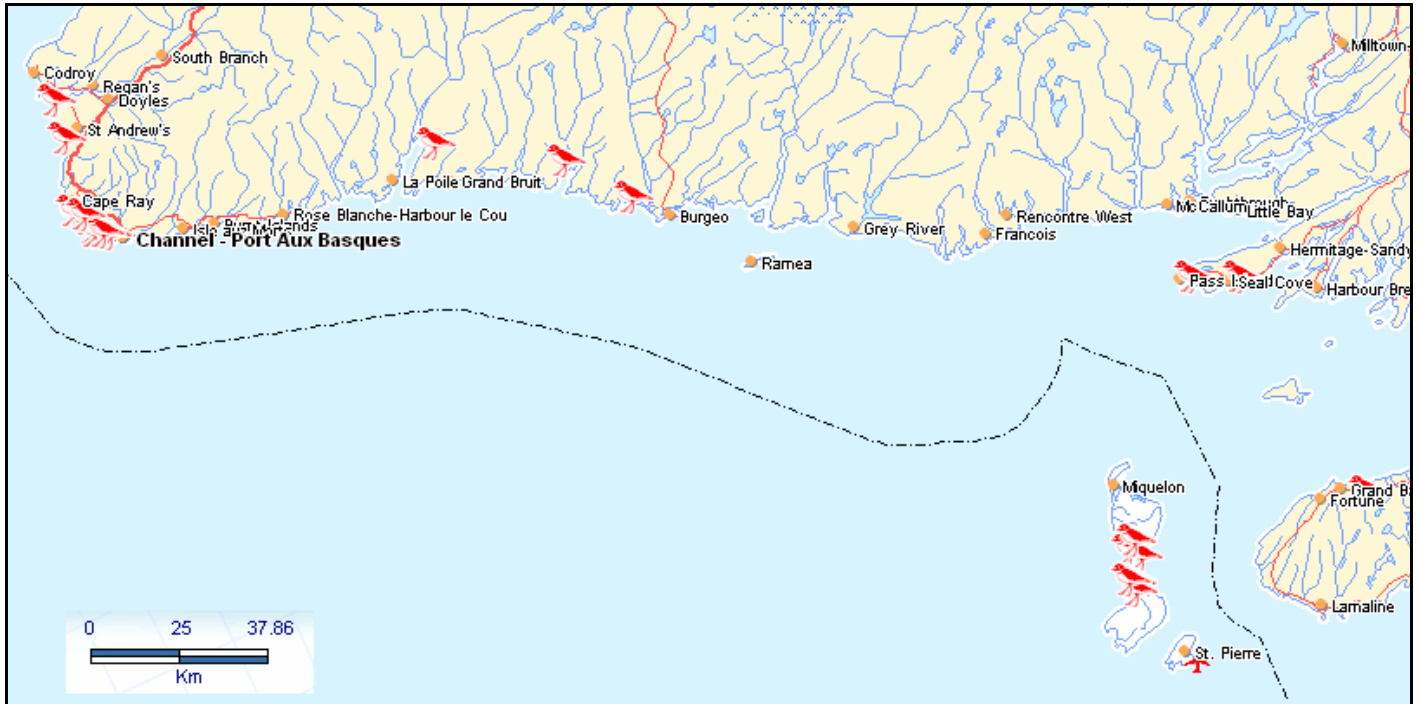 South Branch
Milltown-
Codroy
Regan's
Doyles
St Andrew's
La Poile Grand Bruit
Cape Ray
Rose Blanche-Harbour le Cou
Burgeo
Rencontre West
McCallum
Little Bay
Grey River
Francois
Channel - Port Aux Basques
Hermitage-Sandy
Ramea
Pass
Seal Cove
Harbour Bre
Miquelon
Grand B
Fortune
Lamaline
St. Pierre
0 25 37.86
Km